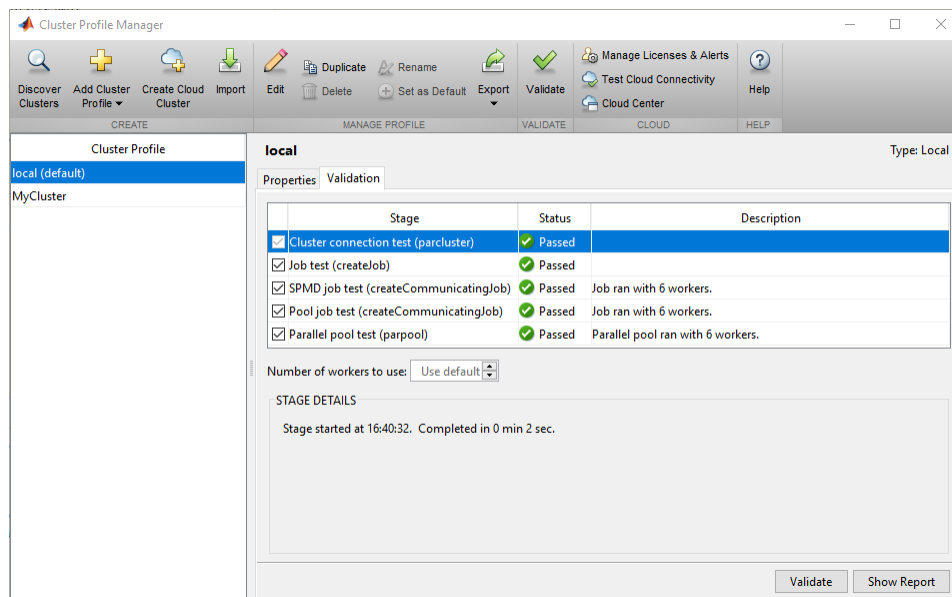 Cluster Profile Manager
Discover Clusters
Add Cluster Profile
Create Cloud Cluster
Import
CREATE
Edit
Duplicate
Delete
Rename
Set as Default
Export
MANAGE PROFILE
Validate
VALIDATE
Manage Licenses & Alerts
Test Cloud Connectivity
Cloud Center
CLOUD
Help
HELP
Cluster Profile
local (default)
MyCluster
local
Type: Local
Properties Validation
Stage Status Description
Cluster connection test (parcluster) Passed
Job test (createJob) Passed
SPMD job test (createCommunicatingJob) Passed Job ran with 6 workers.
Pool job test (createCommunicatingJob) Passed Job ran with 6 workers.
Parallel pool test (parpool) Passed Parallel pool ran with 6 workers.
Number of workers to use: Use default
STAGE DETAILS
Stage started at 16:40:32. Completed in 0 min 2 sec.
Validate Show Report